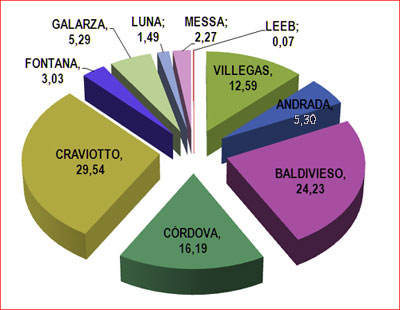 GALARZA;
5,29
LUNA;
1,49
MESSA;
2,27
LEEB;
0,07
FONTANA,
3,03
VILLEGAS,
12,59
ANDRADA,
5,30
CRAVIOTTO,
29,54
BALDIVIESO,
24,23
CÓRDOVA,
16,19